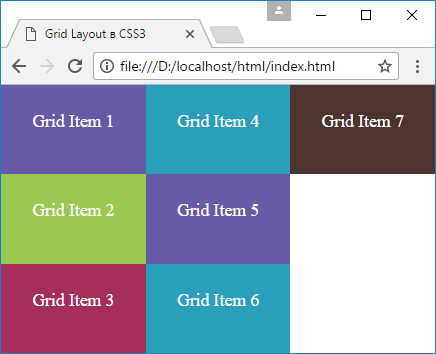 Grid Layout в CSS3
file:///D:/localhost/html/index.html
Grid Item 1 Grid Item 4 Grid Item 7
Grid Item 2 Grid Item 5
Grid Item 3 Grid Item 6